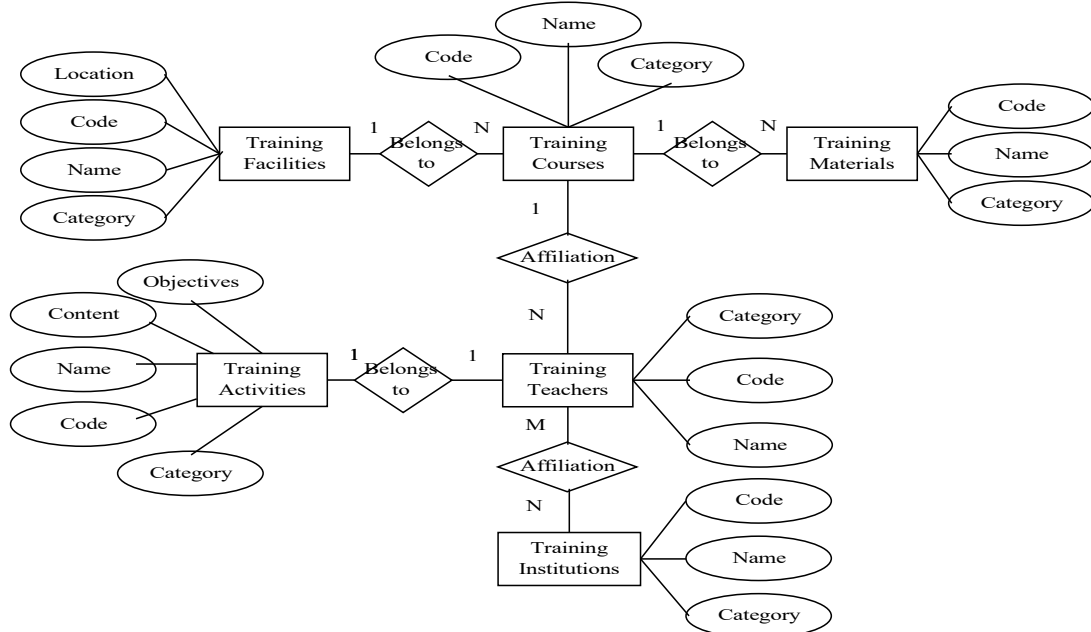 Name
Code
Category
Location
Code
Name
Category
Training
Facilities
1
Belongs
to
N
Training
Courses
1
Belongs
to
N
Training
Materials
Code
Name
Category
1
Affiliation
N
Objectives
Content
Name
Code
Category
Training
Activities
1
Belongs
to
1
Training
Teachers
Category
Code
Name
M
Affiliation
N
Training
Institutions
Code
Name
Category